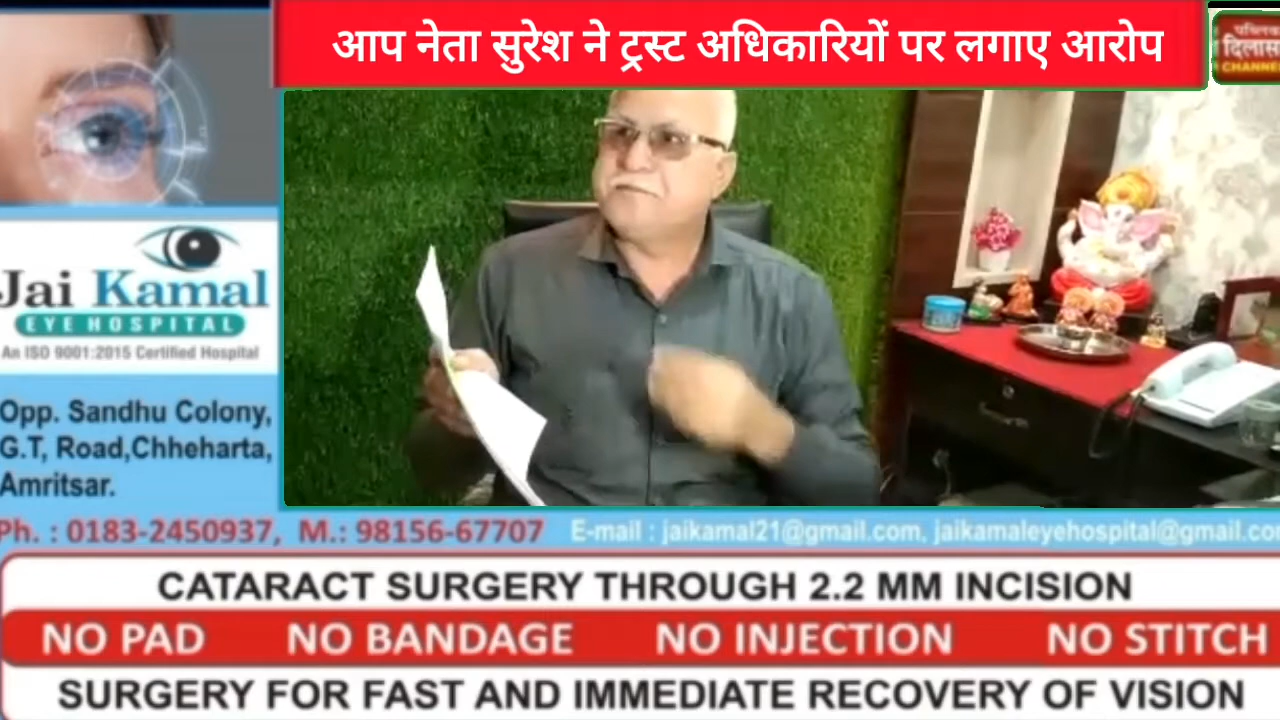 आप नेता सुरेश ने ट्रस्ट अधिकारियों पर लगाए आरोप
पब्लिक
दिलासा
CHANNEL
Jai Kamal
EYE HOSPITAL
An ISO 9001:2015 Certified Hospital
Opp. Sandhu Colony,
G.T, Road,Chheharta,
Amritsar.
Ph. : 0183-2450937, M.: 98156-67707 E-mail : jaikamal21@gmail.com, jaikamaleyehospital@gmail.com
CATARACT SURGERY THROUGH 2.2 MM INCISION
NO PAD NO BANDAGE NO INJECTION NO STITCH
SURGERY FOR FAST AND IMMEDIATE RECOVERY OF VISION